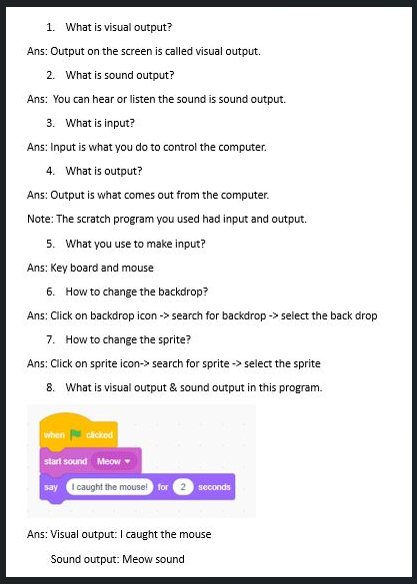 1. What is visual output?
Ans: Output on the screen is called visual output.
2. What is sound output?
Ans: You can hear or listen the sound is sound output.
3. What is input?
Ans: Input is what you do to control the computer.
4. What is output?
Ans: Output is what comes out from the computer.
Note: The scratch program you used had input and output.
5. What you use to make input?
Ans: Key board and mouse
6. How to change the backdrop?
Ans: Click on backdrop icon -> search for backdrop -> select the back drop
7. How to change the sprite?
Ans: Click on sprite icon-> search for sprite -> select the sprite
8. What is visual output & sound output in this program.
when clicked
start sound Meow
say I caught the mouse! for 2 seconds
Ans: Visual output: I caught the mouse
Sound output: Meow sound